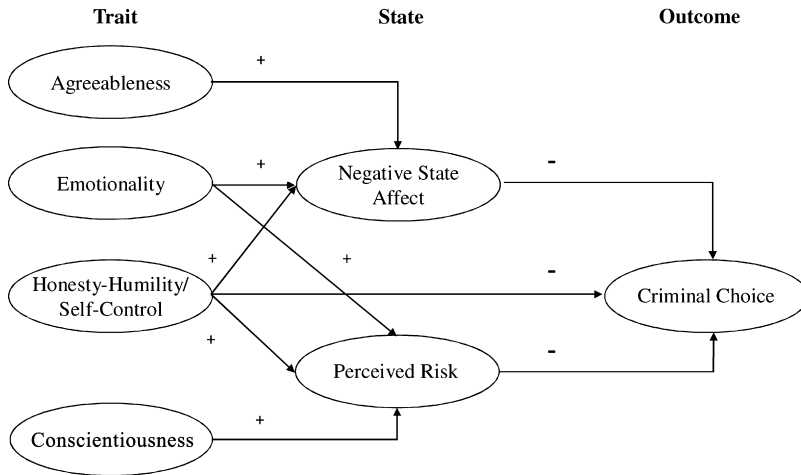 Trait State Outcome
+
Agreeableness
+
Emotionality
Negative State
Affect
-
+
+
Honesty-Humility/
Self-Control
-
Criminal Choice
+
-
Perceived Risk
+
Conscientiousness